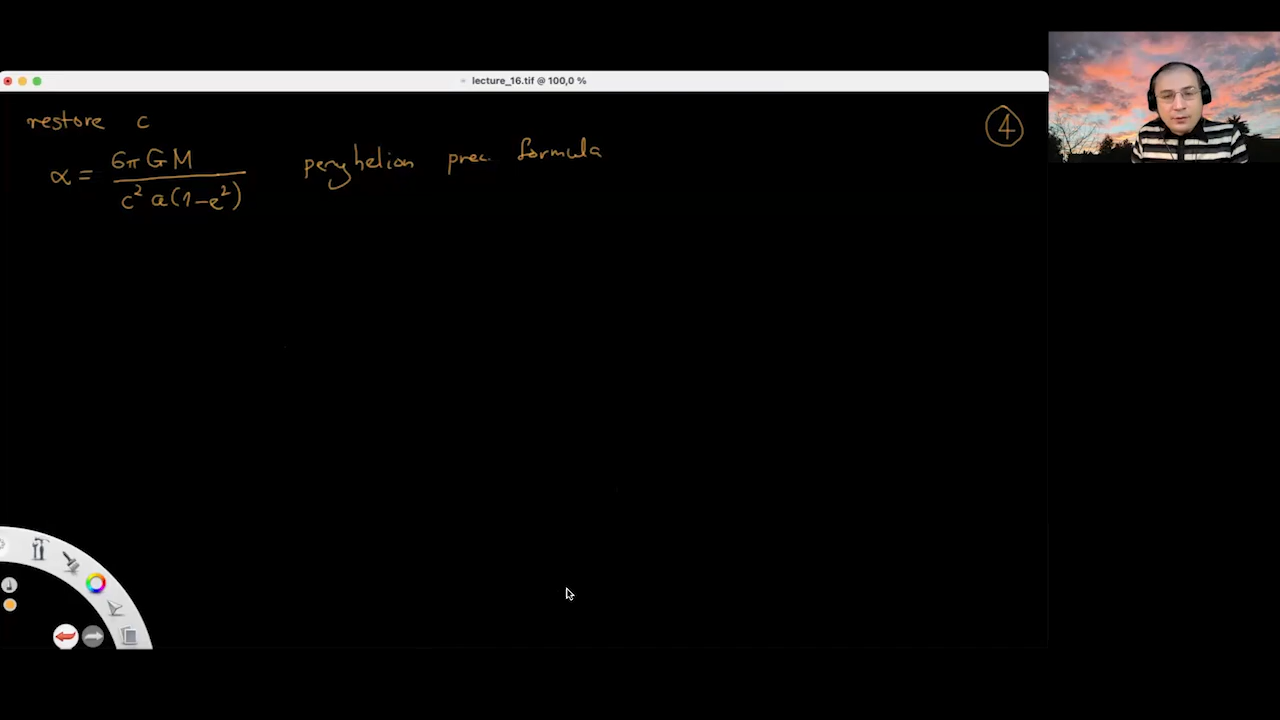 lecture_16.tif @ 100,0 %
restore c
④
α = 6πGM / c² a(1-e²) peryhelion prec. formula